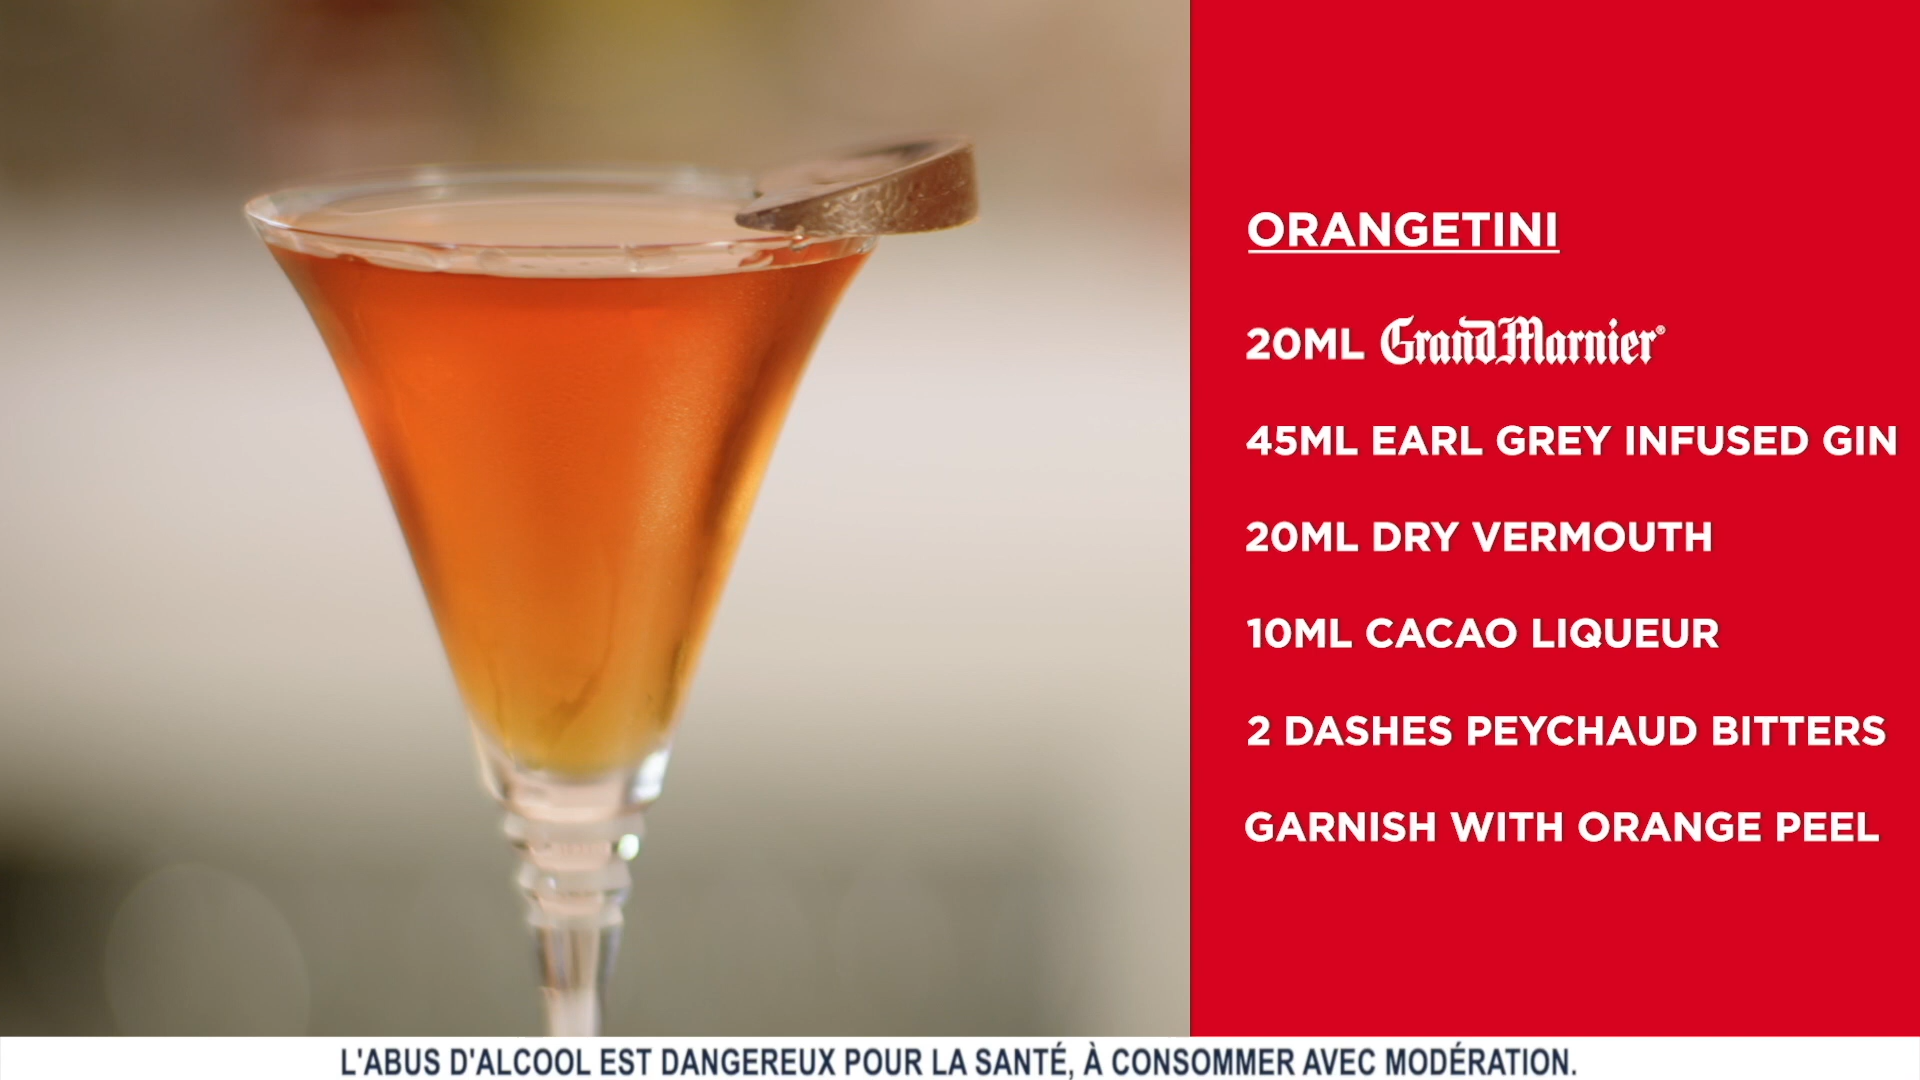 ORANGETINI
20ML Grand Marnier®
45ML EARL GREY INFUSED GIN
20ML DRY VERMOUTH
10ML CACAO LIQUEUR
2 DASHES PEYCHAUD BITTERS
GARNISH WITH ORANGE PEEL
L'ABUS D'ALCOOL EST DANGEREUX POUR LA SANTÉ, À CONSOMMER AVEC MODÉRATION.